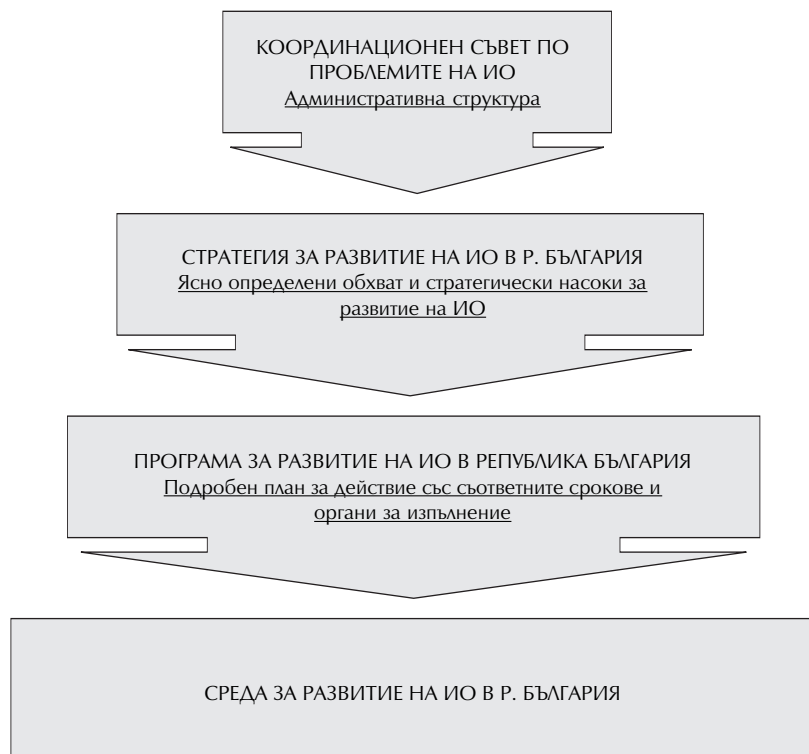 КООРДИНАЦИОНЕН СЪВЕТ ПО
ПРОБЛЕМИТЕ НА ИО
Административна структура
СТРАТЕГИЯ ЗА РАЗВИТИЕ НА ИО В Р. БЪЛГАРИЯ
Ясно определени обхват и стратегически насоки за
развитие на ИО
ПРОГРАМА ЗА РАЗВИТИЕ НА ИО В РЕПУБЛИКА БЪЛГАРИЯ
Подробен план за действие със съответните срокове и
органи за изпълнение
СРЕДА ЗА РАЗВИТИЕ НА ИО В Р. БЪЛГАРИЯ